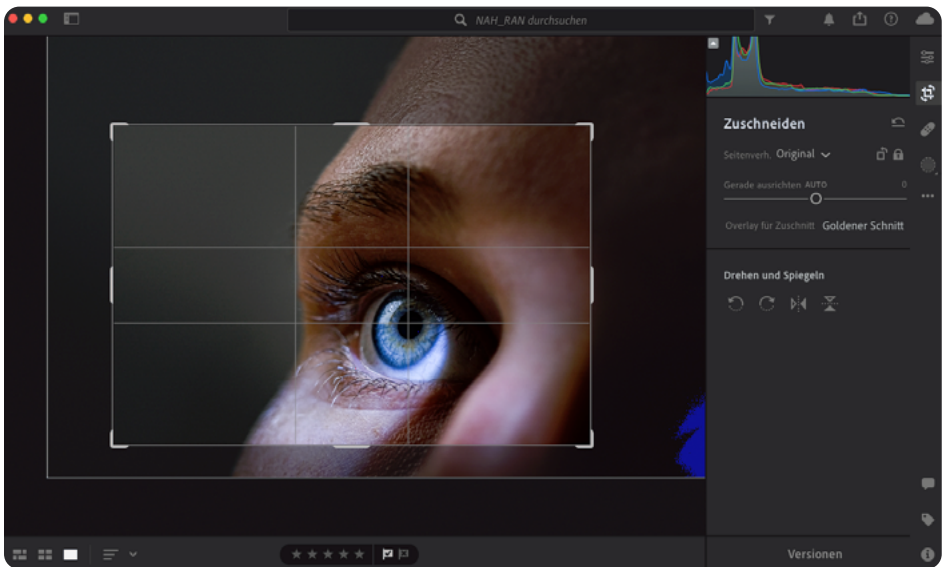 NAH_RAN durchsuchen
Zuschneiden
Seitenverh. Original
Gerade ausrichten AUTO 0
Overlay für Zuschnitt Goldener Schnitt
Drehen und Spiegeln
Versionen